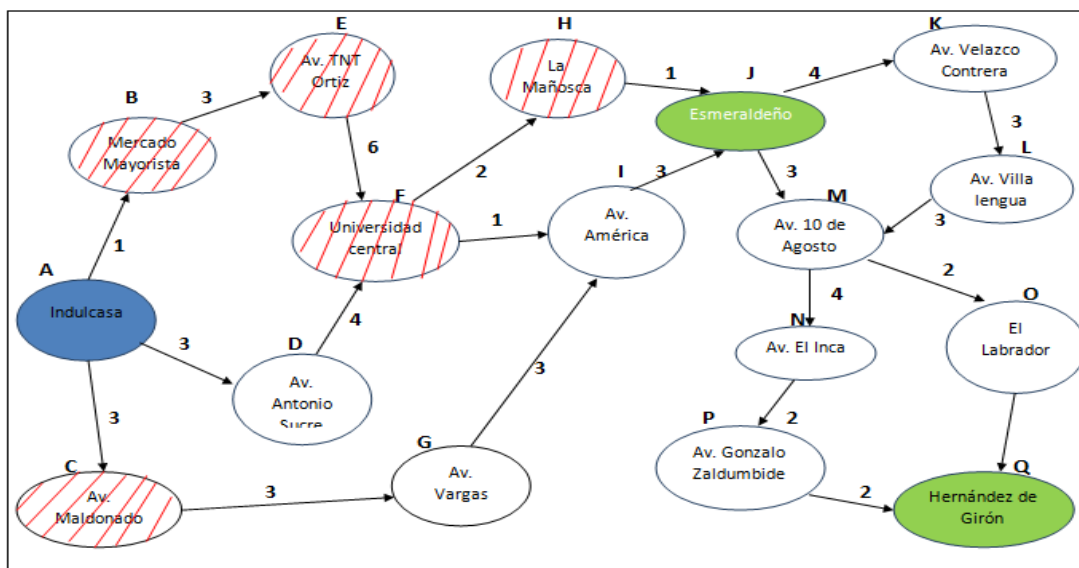 E
Av. TNT
Ortiz
H
La
Mañosca
K
Av. Velazco
Contrera
B
3
Mercado
Mayorista
1
J
4
Esmeraldeño
6
2
3
L
Av. Villa
lengua
F
Universidad
central
1
I
3
Av.
América
3
M
Av. 10 de
Agosto
3
1
A
Indulcasa
3
4
D
Av.
Antonio
Sucre
3
4
2
N
Av. El Inca
O
El
Labrador
3
C
Av.
Maldonado
3
G
Av.
Vargas
P
2
Av. Gonzalo
Zaldumbide
2
Q
Hernández de
Girón